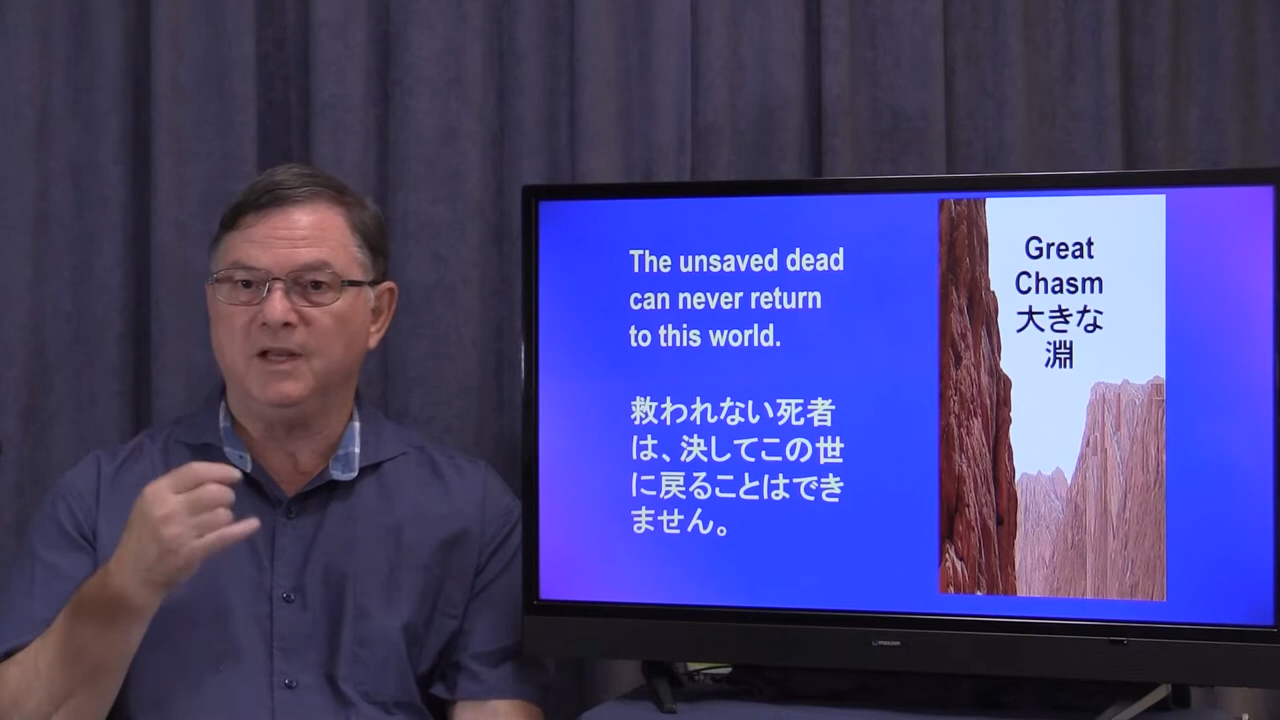 The unsaved dead
can never return
to this world.
救われない死者
は、決してこの世
に戻ることはでき
ません。
Great
Chasm
大きな
淵